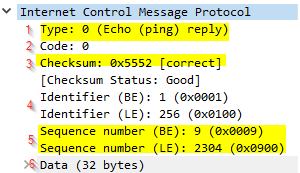 Internet Control Message Protocol
1 Type: 0 (Echo (ping) reply)
2 Code: 0
3 Checksum: 0x5552 [correct]
[Checksum Status: Good]
4 Identifier (BE): 1 (0x0001)
Identifier (LE): 256 (0x0100)
5 Sequence number (BE): 9 (0x0009)
Sequence number (LE): 2304 (0x0900)
6 Data (32 bytes)